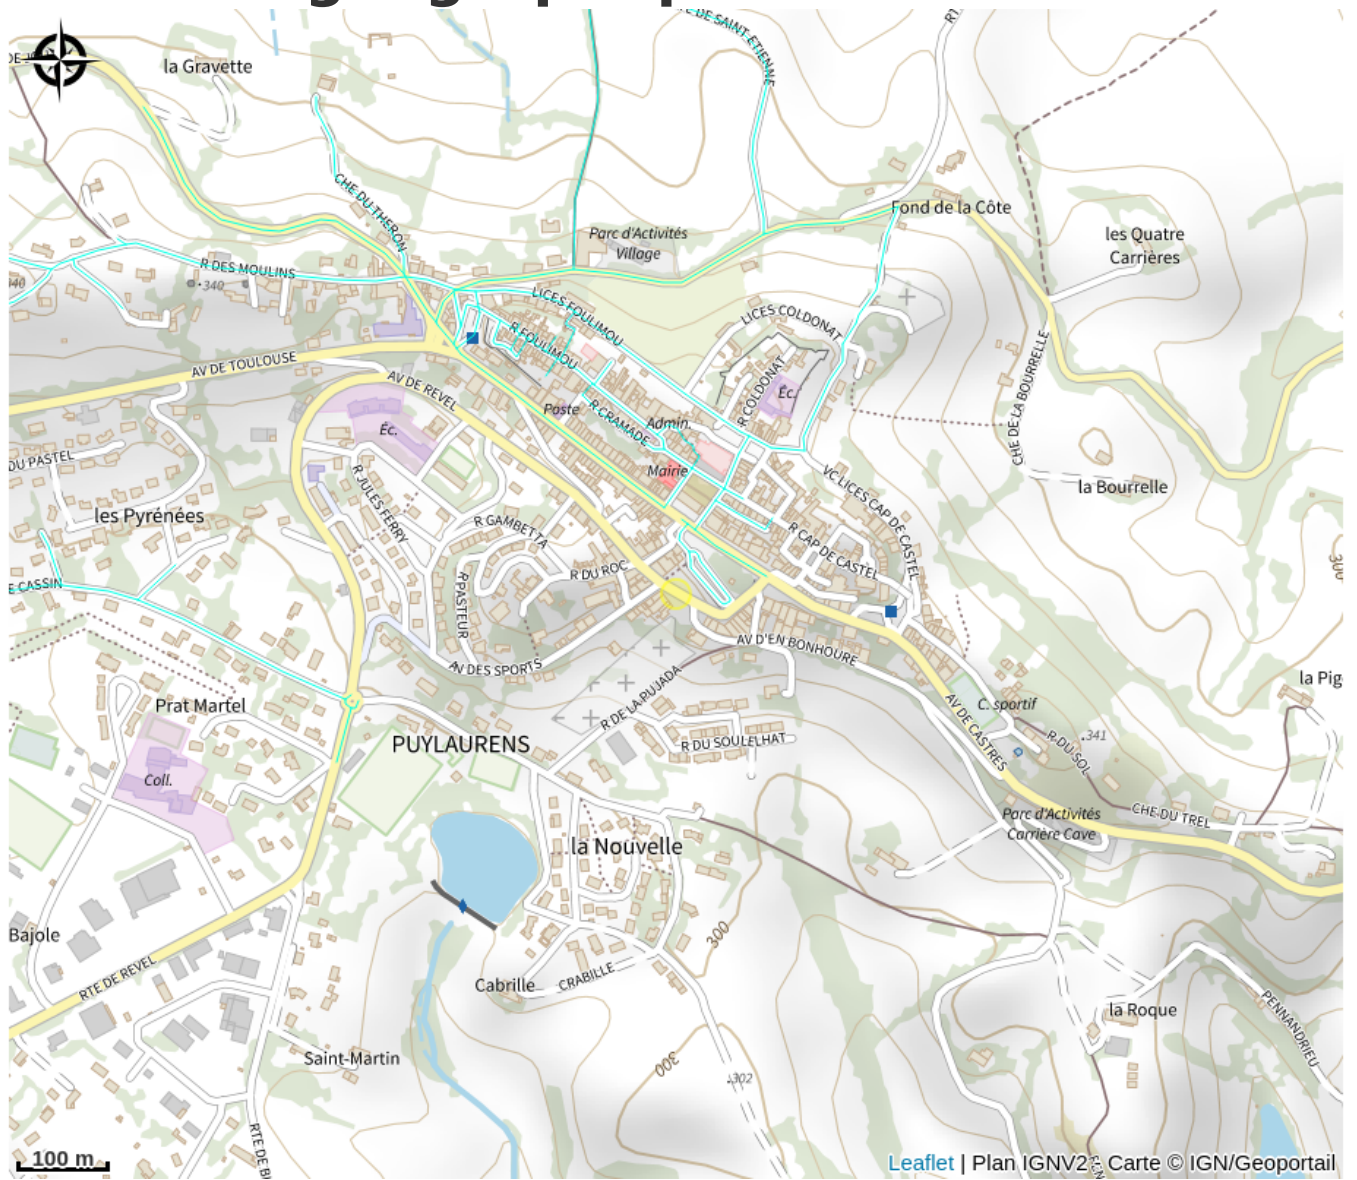 la Gravette
CHE DU THERON
R DES MOULINS
340
340
Parc d'Activités
Village
Fond de la Côte
les Quatre
Carrières
LICES FOULIMOU
R FOULIMOU
LICES COLDONAT
R COLDONAT
Éc.
AV DE TOULOUSE
AV DE REVEL
Poste
R CRAMADE
Admin.
Mairie
Éc.
CHE DE LA BOURRELLE
la Bourrelle
DU PASTEL
les Pyrénées
R JULES FERRY
R GAMBETTA
R PASTEUR
R DU ROC
VC LICES CAP DE CASTEL
R CAP DE CASTEL
E CASSIN
AV DES SPORTS
AV D'EN BONHOURE
R DE LA PUJADA
R DU SOULELHAT
AV DE CASTRES
C. sportif
R DU SOL
341
la Pig
Prat Martel
PUYLAURENS
Coll.
Parc d'Activités
Carrière Cave
CHE DU TREL
la Nouvelle
Bajole
RTE DE REVEL
Cabrille
CRABILLE
300
300
300
302
Saint-Martin
la Roque
PENNANDRIEU
100 m
Leaflet | Plan IGNV2 - Carte © IGN/Geoportail